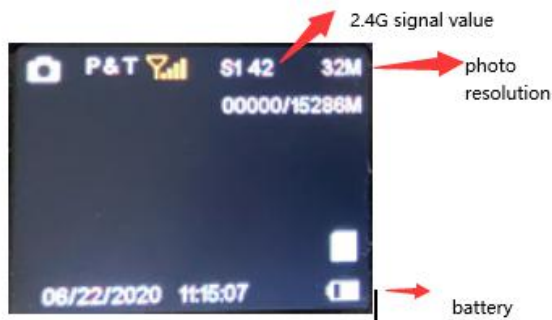 2.4G signal value
P&T S1 42 32M
photo
resolution
00000/15286M
06/22/2020 11:15:07
battery